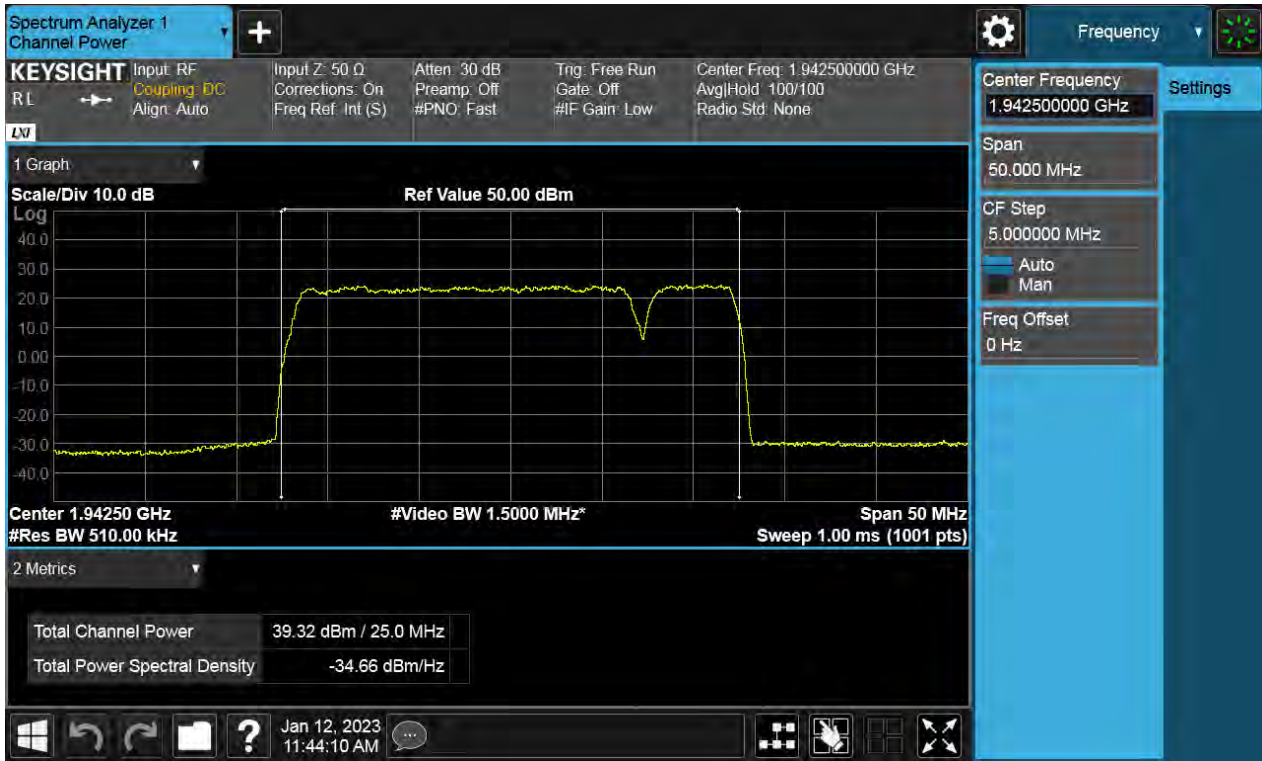 Spectrum Analyzer 1
Channel Power
Frequency
KEYSIGHT Input: RF Input Z: 50 Ω Atten: 30 dB Trig: Free Run Center Freq: 1.942500000 GHz
RL Coupling: DC Corrections: On Preamp: Off Gate: Off Avg|Hold: 100/100
Align: Auto Freq Ref: Int (S) #PNO: Fast #IF Gain: Low Radio Std: None
LXI
Center Frequency
1.942500000 GHz
Settings
Span
50.000 MHz
CF Step
5.000000 MHz
Auto
Man
Freq Offset
0 Hz
1 Graph
Scale/Div 10.0 dB Ref Value 50.00 dBm
Log
40.0
30.0
20.0
10.0
0.00
-10.0
-20.0
-30.0
-40.0
Center 1.94250 GHz #Video BW 1.5000 MHz* Span 50 MHz
#Res BW 510.00 kHz Sweep 1.00 ms (1001 pts)
2 Metrics
Total Channel Power 39.32 dBm / 25.0 MHz
Total Power Spectral Density -34.66 dBm/Hz
? Jan 12, 2023
11:44:10 AM